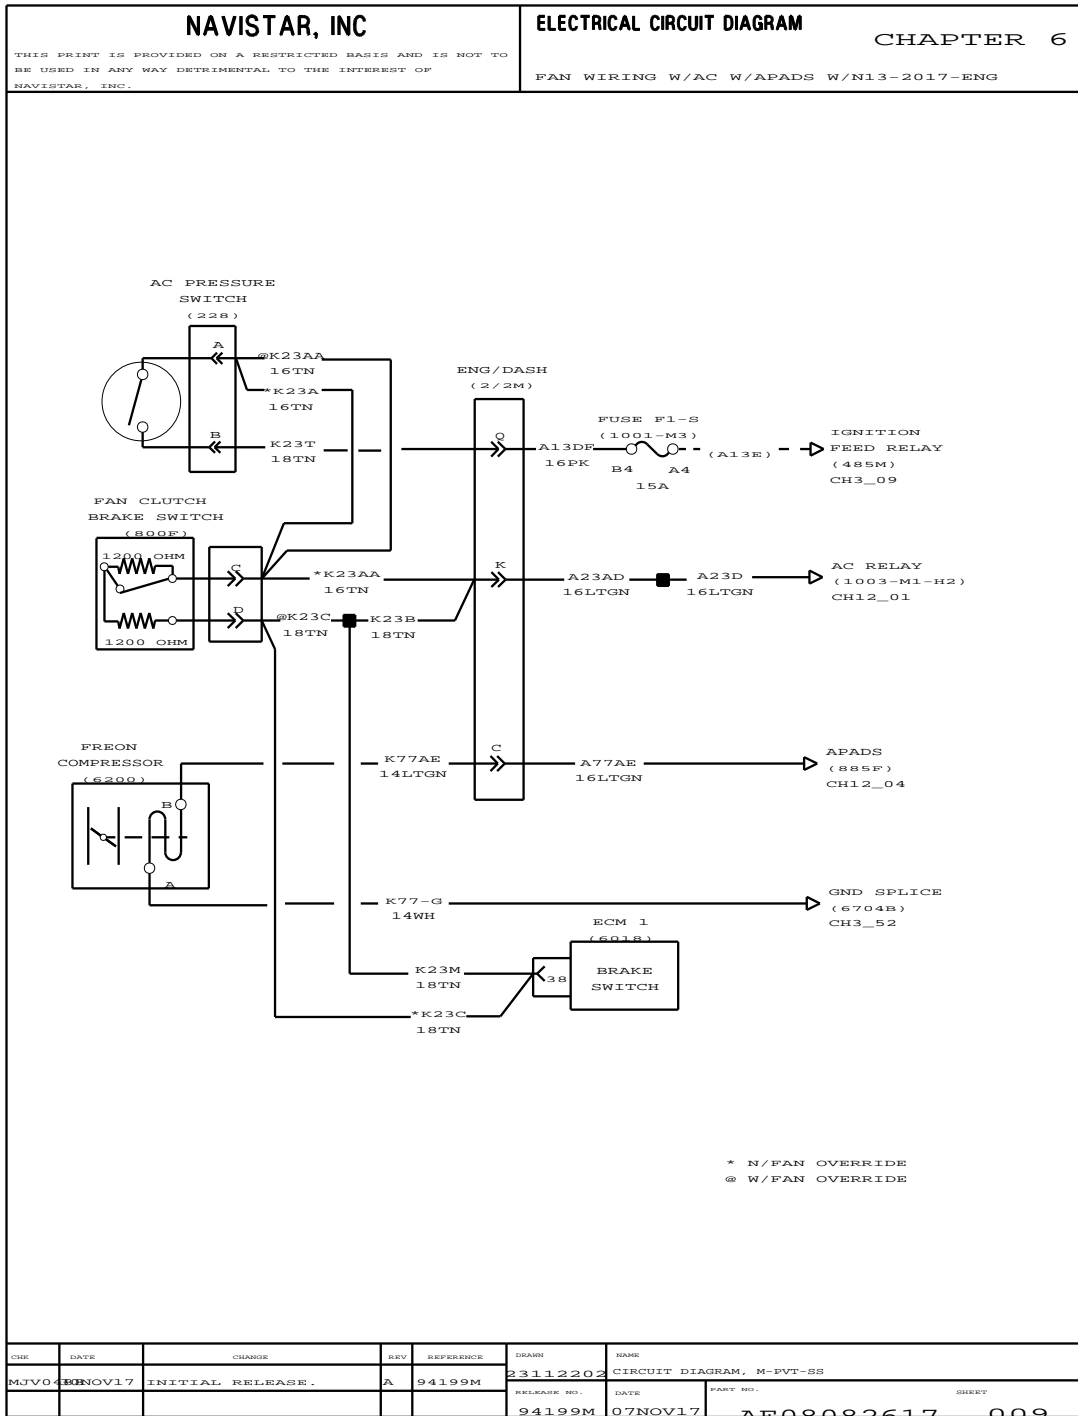 NAVISTAR, INC
THIS PRINT IS PROVIDED ON A RESTRICTED BASIS AND IS NOT TO
BE USED IN ANY WAY DETRIMENTAL TO THE INTEREST OF
NAVISTAR, INC.
ELECTRICAL CIRCUIT DIAGRAM
CHAPTER 6
FAN WIRING W/AC W/APADS W/N13-2017-ENG
AC PRESSURE
SWITCH
(228)
A
@K23AA
16TN
*K23A
16TN
B
K23T
18TN
ENG/DASH
(2/2M)
Q
A13DF
16PK
FUSE F1-S
(1001-M3)
B4
A4
15A
(A13E)
IGNITION
FEED RELAY
(485M)
CH3_09
FAN CLUTCH
BRAKE SWITCH
(800F)
1200 OHM
1200 OHM
C
D
*K23AA
16TN
@K23C
18TN
K23B
18TN
K
A23AD
16LTGN
A23D
16LTGN
AC RELAY
(1003-M1-H2)
CH12_01
FREON
COMPRESSOR
(6200)
B
A
K77AE
14LTGN
C
A77AE
16LTGN
APADS
(885F)
CH12_04
K77-G
14WH
GND SPLICE
(6704B)
CH3_52
ECM 1
(6018)
38
BRAKE
SWITCH
K23M
18TN
*K23C
18TN
* N/FAN OVERRIDE
@ W/FAN OVERRIDE
CHK
DATE
CHANGE
REV
REFERENCE
INITIAL RELEASE.
A
94199M
DRAWN
23112202
NAME
CIRCUIT DIAGRAM, M-PVT-SS
RELEASE NO.
94199M
DATE
07NOV17
PART NO.
AF08082617
SHEET
009